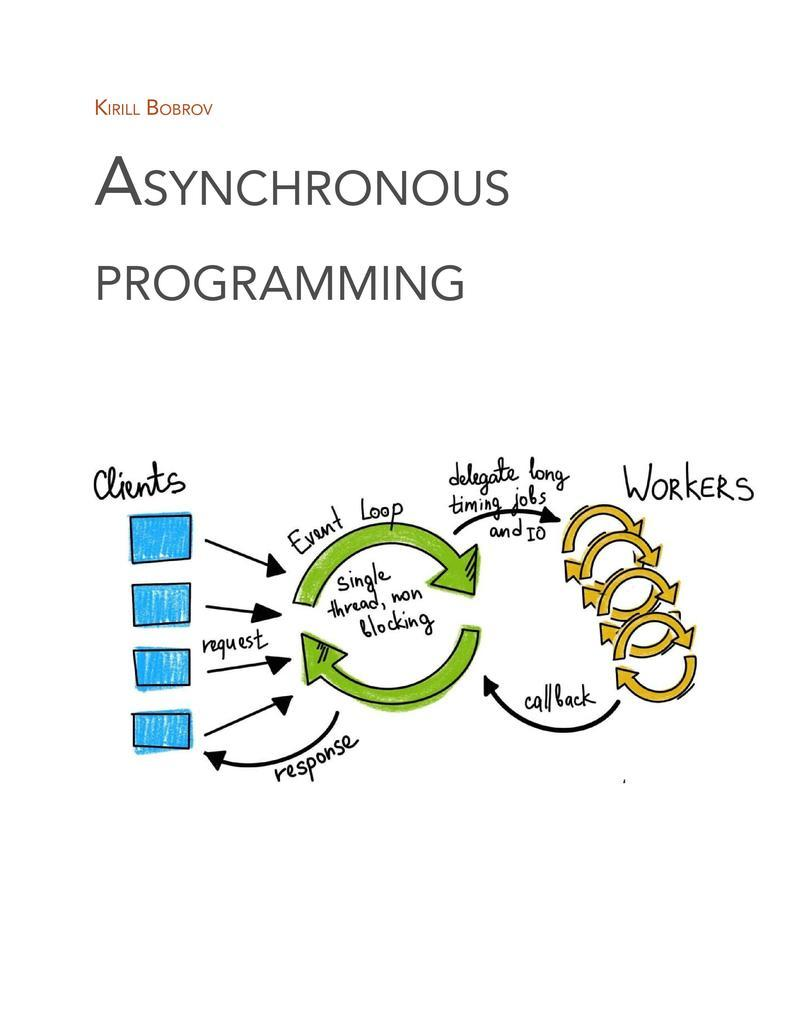 Kirill Bobrov
Asynchronous
programming
Clients
delegate long
timing jobs
and IO
Workers
Event Loop
Single
thread, non
blocking
request
callback
response